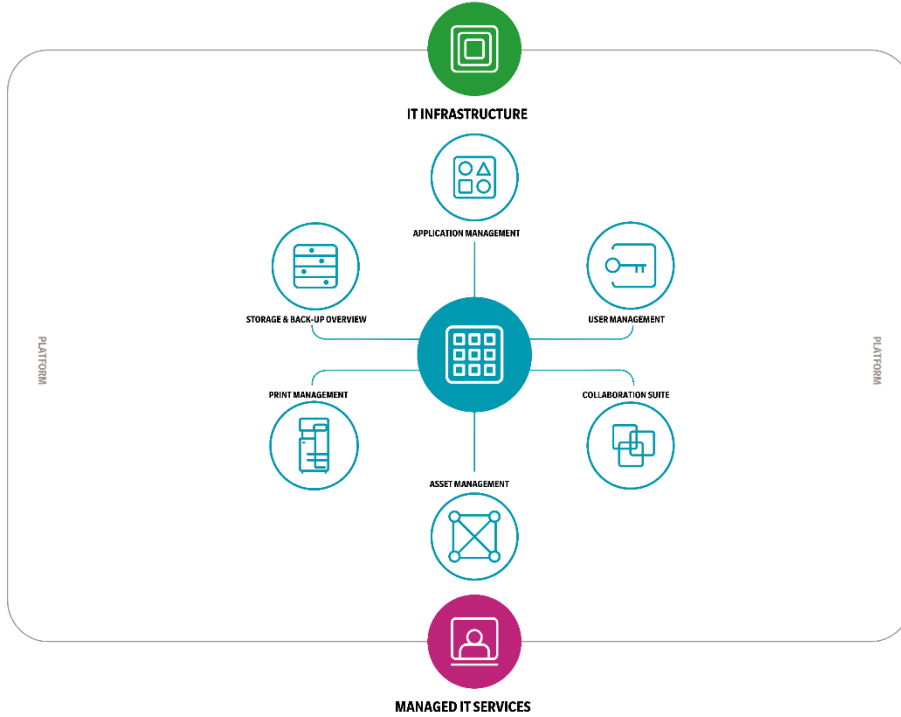 IT INFRASTRUCTURE
APPLICATION MANAGEMENT
STORAGE & BACK-UP OVERVIEW
USER MANAGEMENT
PLATFORM
PLATFORM
PRINT MANAGEMENT
COLLABORATION SUITE
ASSET MANAGEMENT
MANAGED IT SERVICES